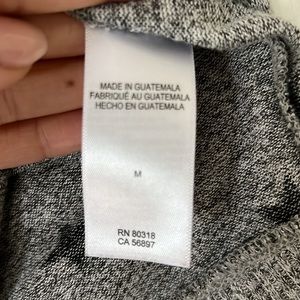 MADE IN GUATEMALA
FABRIQUÉ AU GUATEMALA
HECHO EN GUATEMALA
M
RN 80318
CA 56897